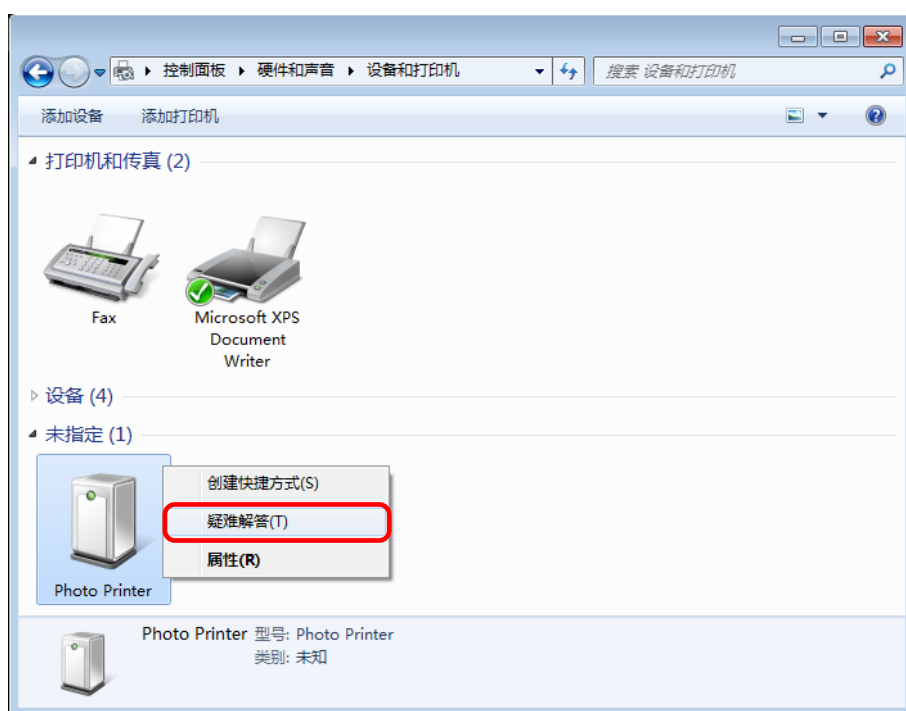 控制面板 硬件和声音 设备和打印机
搜索 设备和打印机
添加设备 添加打印机
打印机和传真 (2)
Fax
Microsoft XPS
Document
Writer
设备 (4)
未指定 (1)
创建快捷方式(S)
疑难解答(T)
属性(R)
Photo Printer
Photo Printer 型号: Photo Printer
类别: 未知